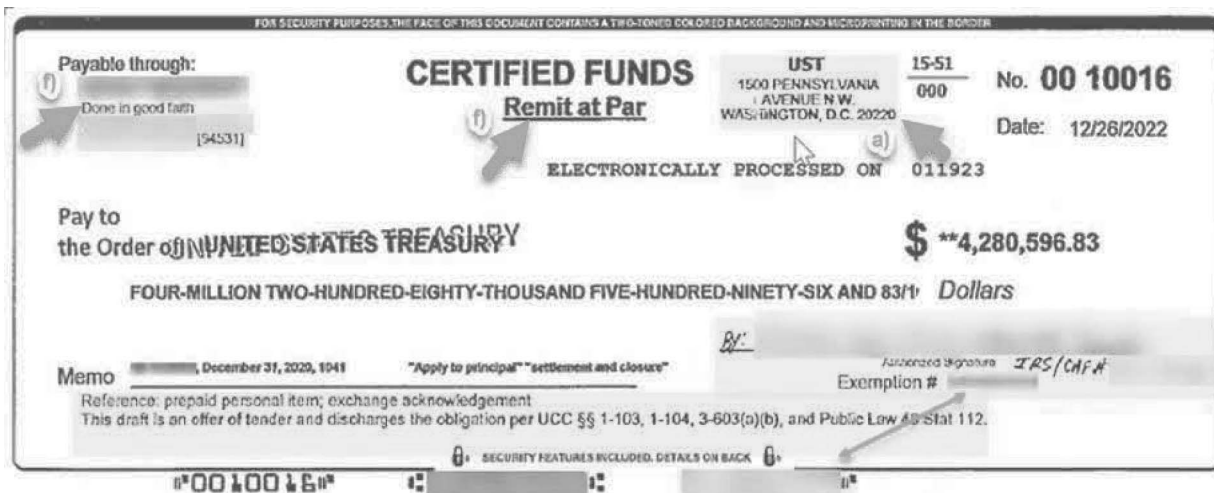 FOR SECURITY PURPOSES, THE FACE OF THIS DOCUMENT CONTAINS A TWO-TONED COLORED BACKGROUND AND MICROPRINTING IN THE BORDER
Payable through:
f)
Done in good faith
[94531]
CERTIFIED FUNDS
f) Remit at Par
UST
1500 PENNSYLVANIA
AVENUE N.W.
WASHINGTON, D.C. 20220
a)
15-51
000
No. 00 10016
Date: 12/26/2022
ELECTRONICALLY PROCESSED ON 011923
Pay to
the Order of UNITED STATES TREASURY
$ **4,280,596.83
FOUR-MILLION TWO-HUNDRED-EIGHTY-THOUSAND FIVE-HUNDRED-NINETY-SIX AND 83/1 Dollars
By:
Authorized Signature IRS/CAF#
Exemption #
Memo , December 31, 2020, 1041 "Apply to principal" "settlement and closure"
Reference: prepaid personal item; exchange acknowledgement
This draft is an offer of tender and discharges the obligation per UCC §§ 1-103, 1-104, 3-603(a)(b), and Public Law Stat 112.
SECURITY FEATURES INCLUDED. DETAILS ON BACK
⑈0010016⑈ ⑆ ⑆ ⑈